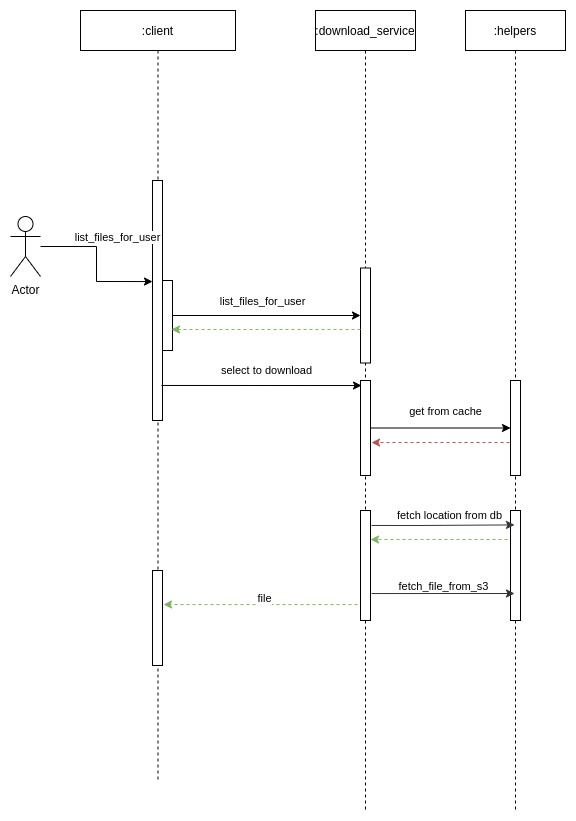 :client
:download_service
:helpers
list_files_for_user
Actor
list_files_for_user
select to download
get from cache
fetch location from db
fetch_file_from_s3
file